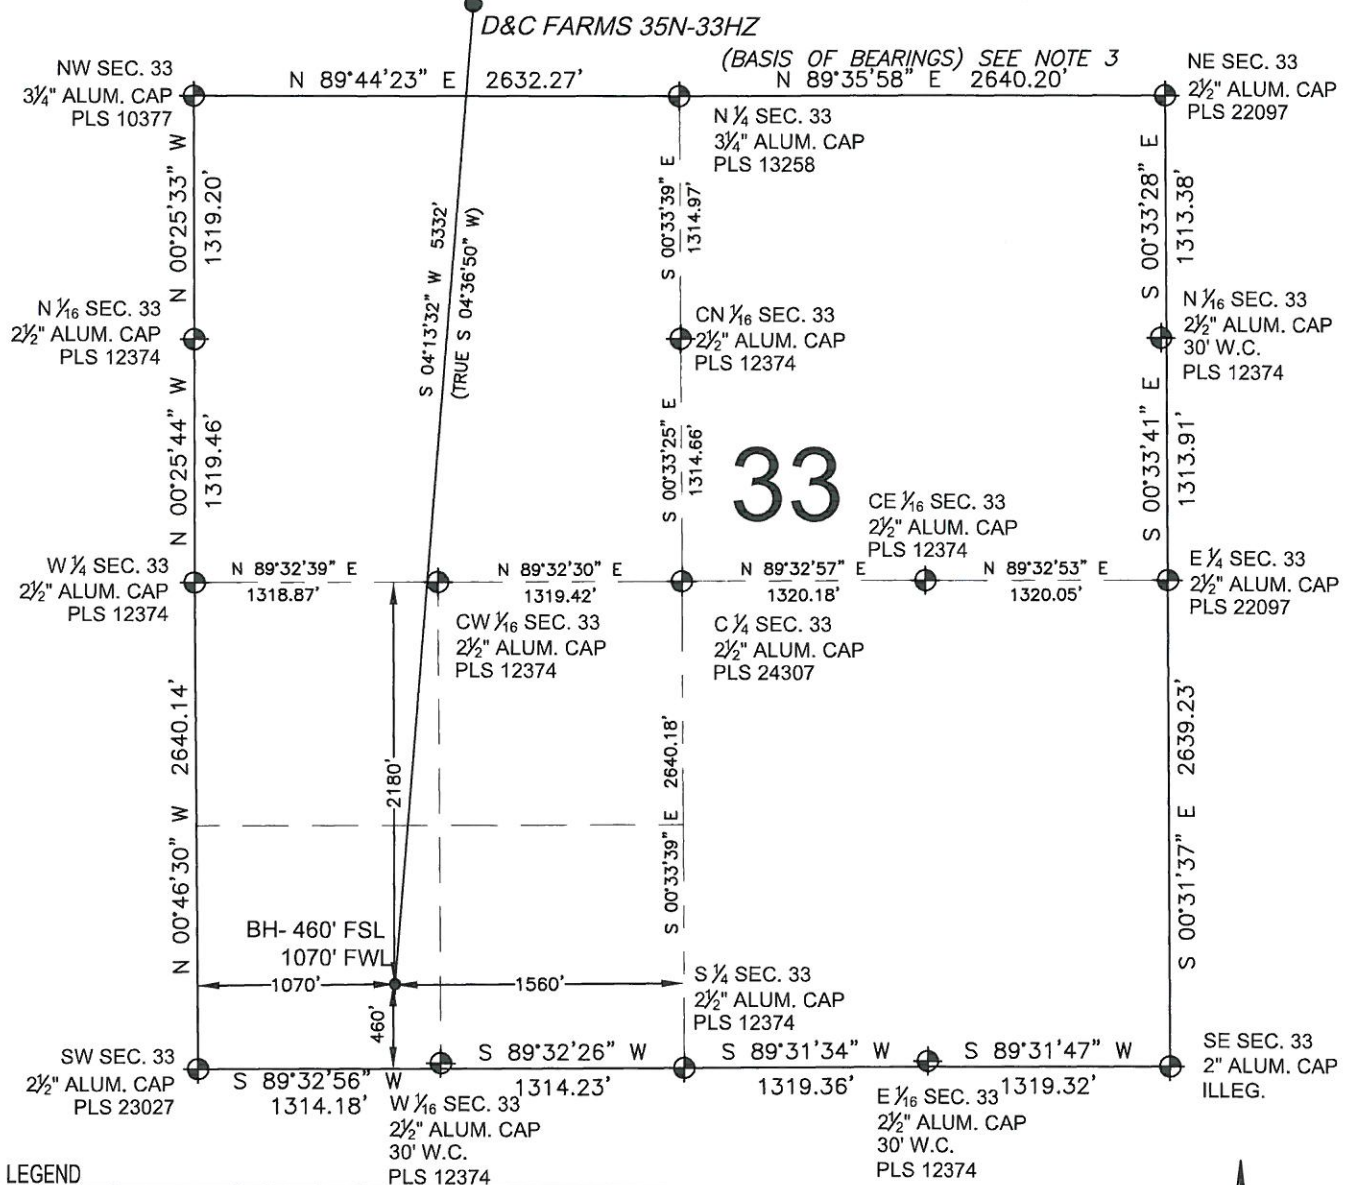 D&C FARMS 35N-33HZ
(BASIS OF BEARINGS) SEE NOTE 3
NW SEC. 33
3¼" ALUM. CAP
PLS 10377
N 89°44'23" E 2632.27'
N 89°35'58" E 2640.20'
NE SEC. 33
2½" ALUM. CAP
PLS 22097
N ¼ SEC. 33
3¼" ALUM. CAP
PLS 13258
N 00°25'33" W
1319.20'
S 04°13'32" W 5332'
(TRUE S 04°36'50" W)
S 00°33'39" E
1314.97'
S 00°33'28" E
1313.38'
N 1/16 SEC. 33
2½" ALUM. CAP
PLS 12374
CN 1/16 SEC. 33
2½" ALUM. CAP
PLS 12374
N 1/16 SEC. 33
2½" ALUM. CAP
30' W.C.
PLS 12374
N 00°25'44" W
1319.46'
S 00°33'25" E
1314.66'
33
S 00°33'41" E
1313.91'
CE 1/16 SEC. 33
2½" ALUM. CAP
PLS 12374
W ¼ SEC. 33
2½" ALUM. CAP
PLS 12374
N 89°32'39" E
1318.87'
N 89°32'30" E
1319.42'
N 89°32'57" E
1320.18'
N 89°32'53" E
1320.05'
E ¼ SEC. 33
2½" ALUM. CAP
PLS 22097
CW 1/16 SEC. 33
2½" ALUM. CAP
PLS 12374
C ¼ SEC. 33
2½" ALUM. CAP
PLS 24307
N 00°46'30" W 2640.14'
2180'
S 00°33'39" E 2640.18'
S 00°31'37" E 2639.23'
BH- 460' FSL
1070' FWL
1070'
1560'
460'
S ¼ SEC. 33
2½" ALUM. CAP
PLS 12374
SW SEC. 33
2½" ALUM. CAP
PLS 23027
S 89°32'56" W
1314.18'
S 89°32'26" W
1314.23'
S 89°31'34" W
1319.36'
S 89°31'47" W
1319.32'
SE SEC. 33
2" ALUM. CAP
ILLEG.
W 1/16 SEC. 33
2½" ALUM. CAP
30' W.C.
PLS 12374
E 1/16 SEC. 33
2½" ALUM. CAP
30' W.C.
PLS 12374
LEGEND